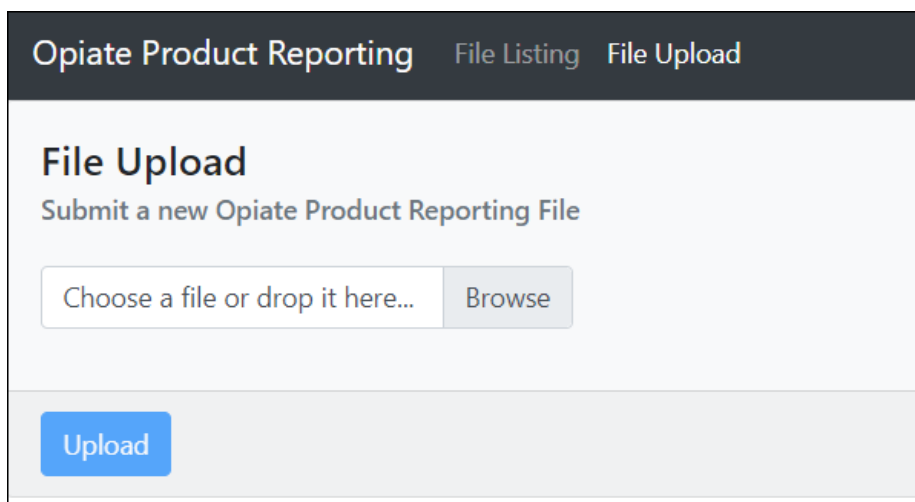 Opiate Product Reporting File Listing File Upload
File Upload
Submit a new Opiate Product Reporting File
Choose a file or drop it here... Browse
Upload